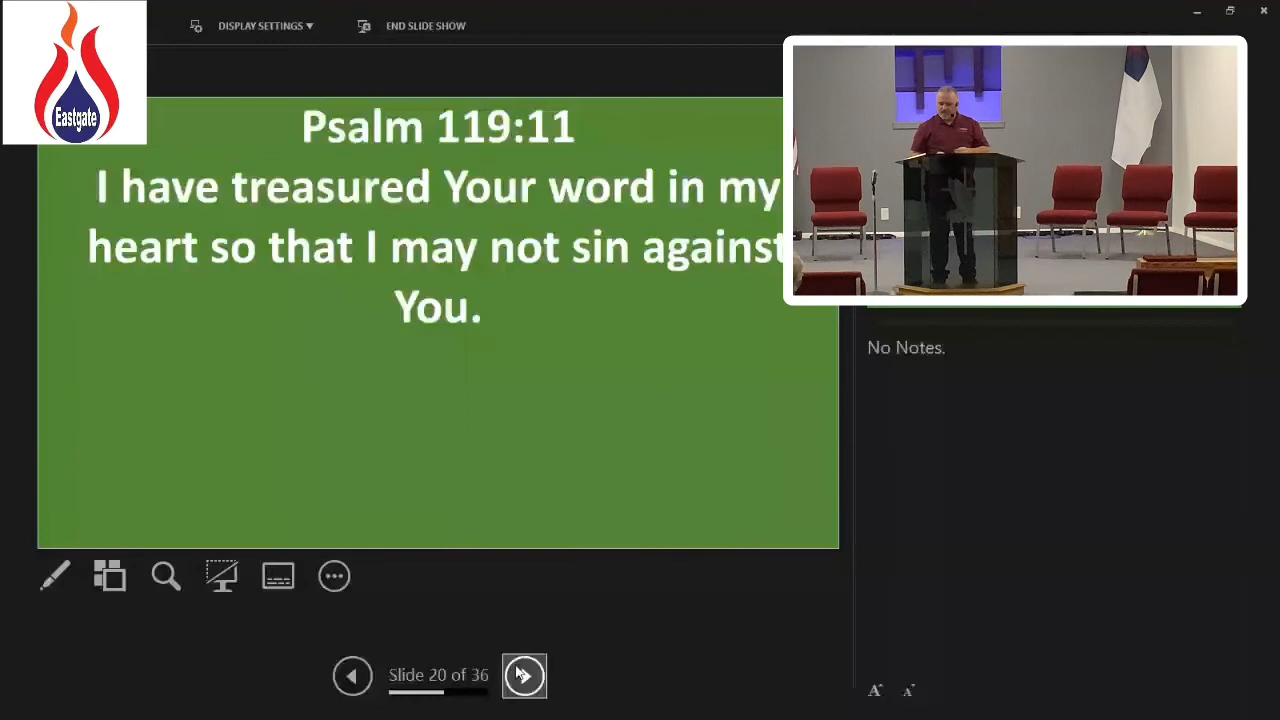 DISPLAY SETTINGS ▼
END SLIDE SHOW
Eastgate
Psalm 119:11
I have treasured Your word in my
heart so that I may not sin against
You.
No Notes.
Slide 20 of 36
A A